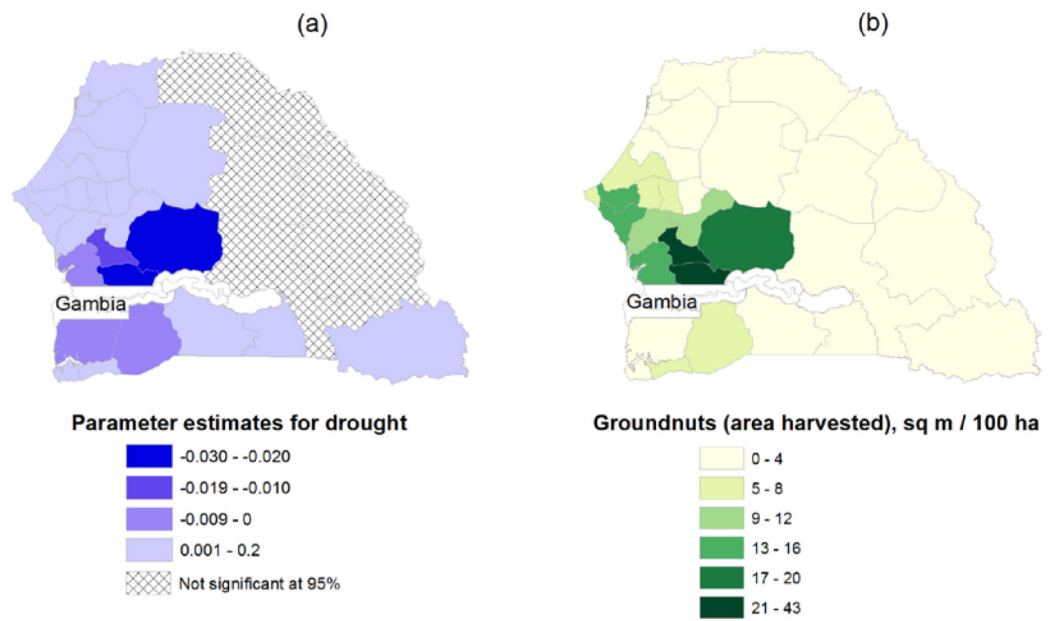 (a)
Gambia
Parameter estimates for drought
-0.030 - -0.020
-0.019 - -0.010
-0.009 - 0
0.001 - 0.2
Not significant at 95%
(b)
Gambia
Groundnuts (area harvested), sq m / 100 ha
0 - 4
5 - 8
9 - 12
13 - 16
17 - 20
21 - 43